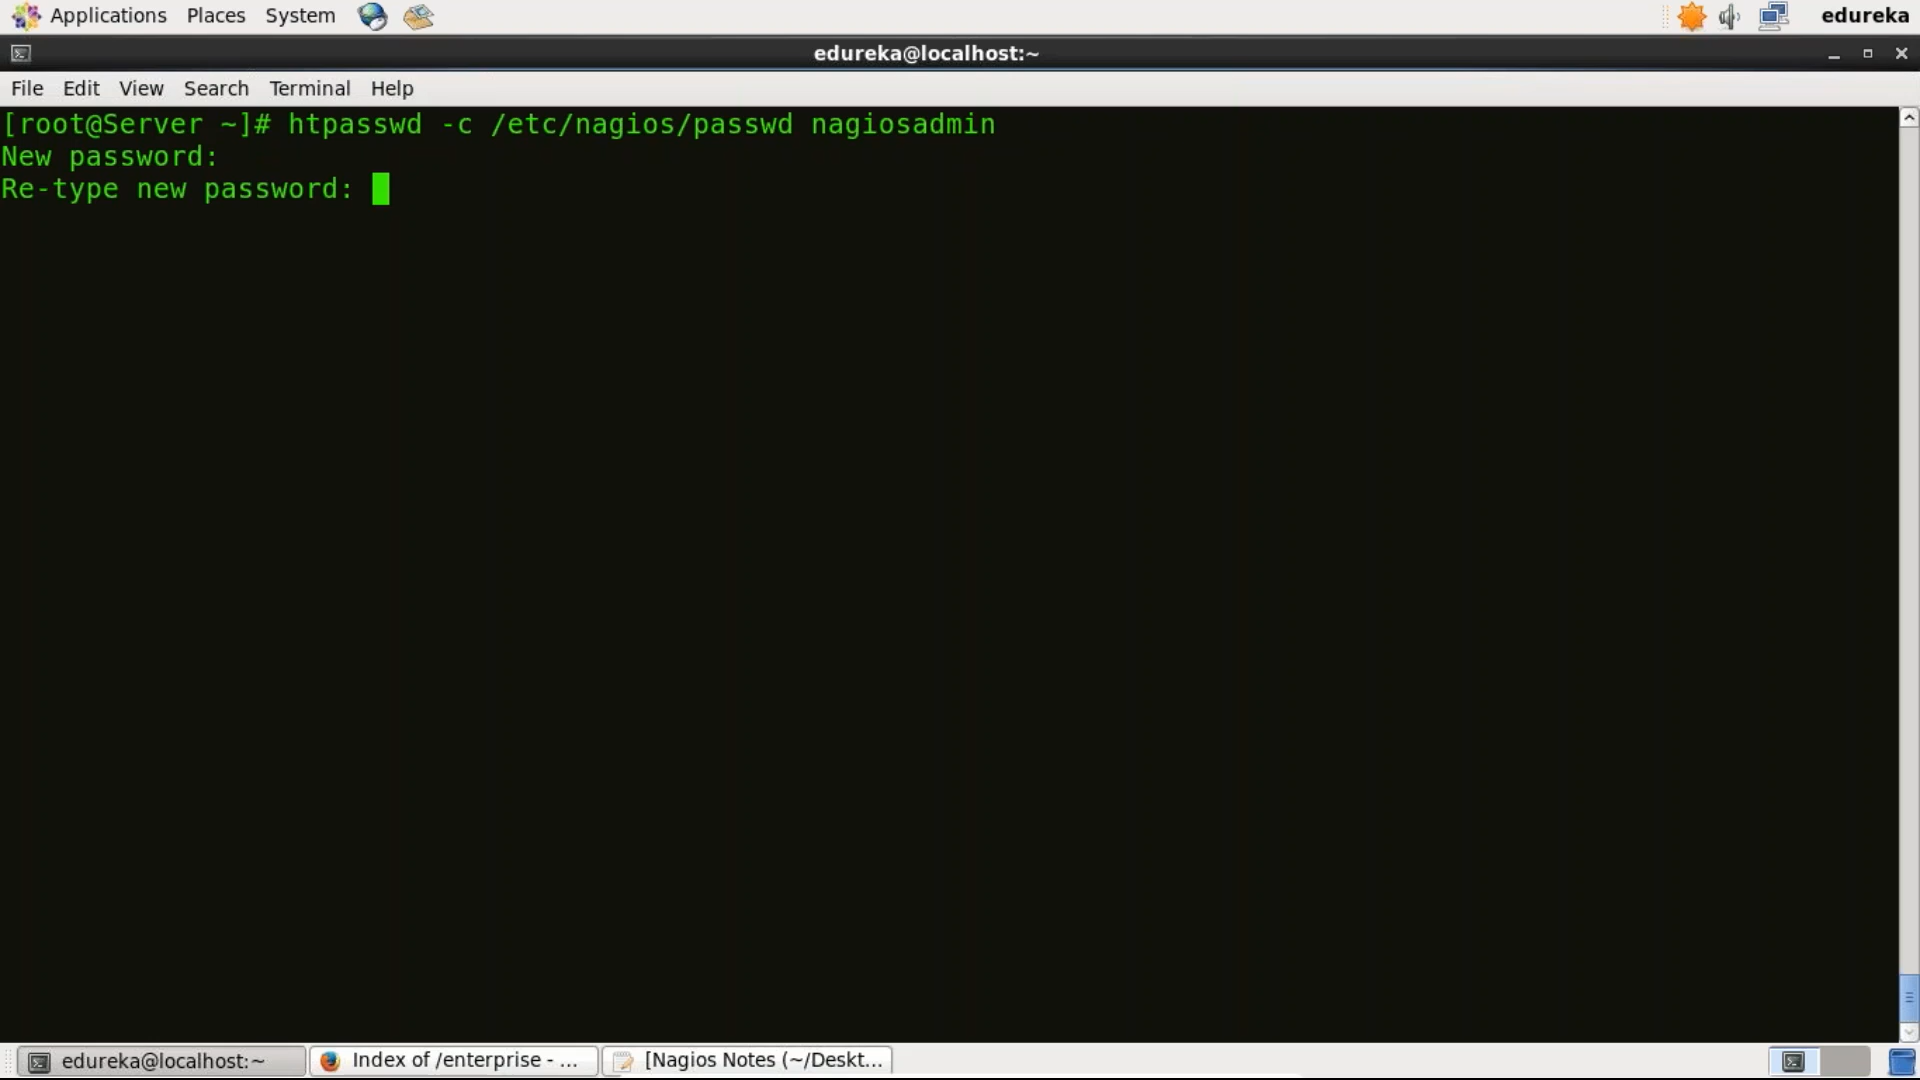 Applications Places System edureka
edureka@localhost:~
File Edit View Search Terminal Help
[root@Server ~]# htpasswd -c /etc/nagios/passwd nagiosadmin
New password:
Re-type new password:
edureka@localhost:~ Index of /enterprise - ... [Nagios Notes (~/Deskt...